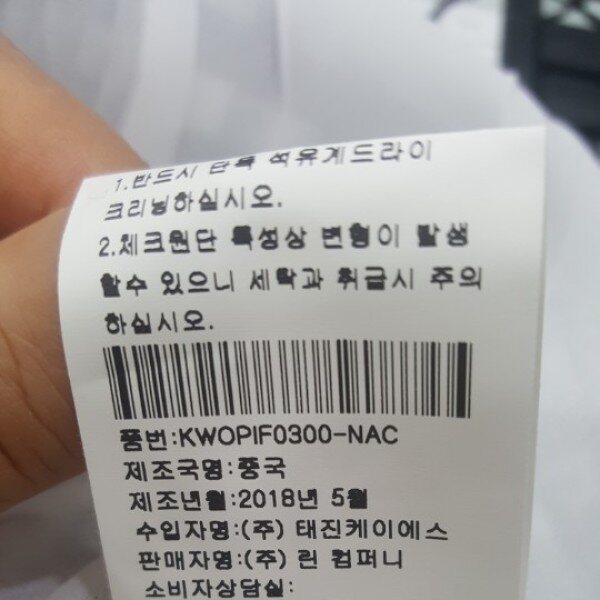 1.반드시 단독 석유계드라이
크리닝하십시오.
2.체크원단 특성상 변형이 발생
할수 있으니 세탁과 취급시 주의
하십시오.
품번:KWOPIF0300-NAC
제조국명:중국
제조년월:2018년 5월
수입자명:(주) 태진케이에스
판매자명:(주) 린 컴퍼니
소비자상담실: